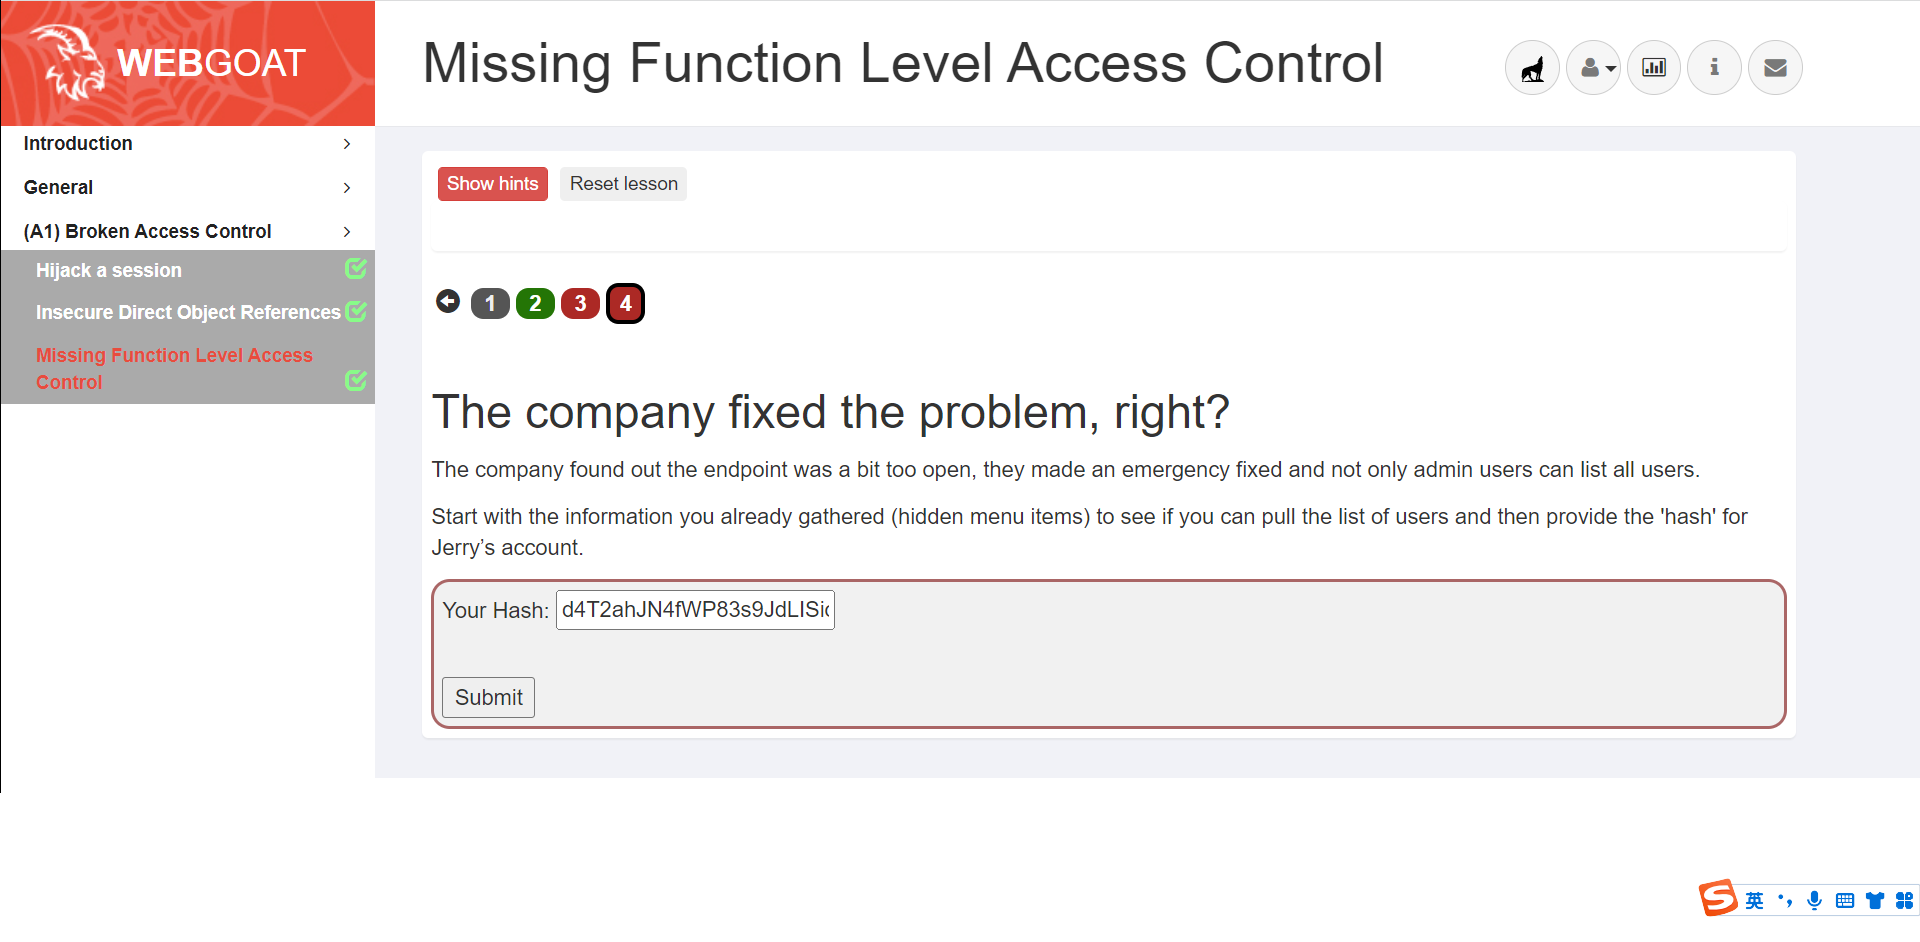 WEBGOAT
Missing Function Level Access Control
Introduction
General
(A1) Broken Access Control
Hijack a session
Insecure Direct Object References
Missing Function Level Access
Control
Show hints
Reset lesson
1
2
3
4
The company fixed the problem, right?
The company found out the endpoint was a bit too open, they made an emergency fixed and not only admin users can list all users.
Start with the information you already gathered (hidden menu items) to see if you can pull the list of users and then provide the 'hash' for
Jerry’s account.
Your Hash: d4T2ahJN4fWP83s9JdLISi
Submit
英